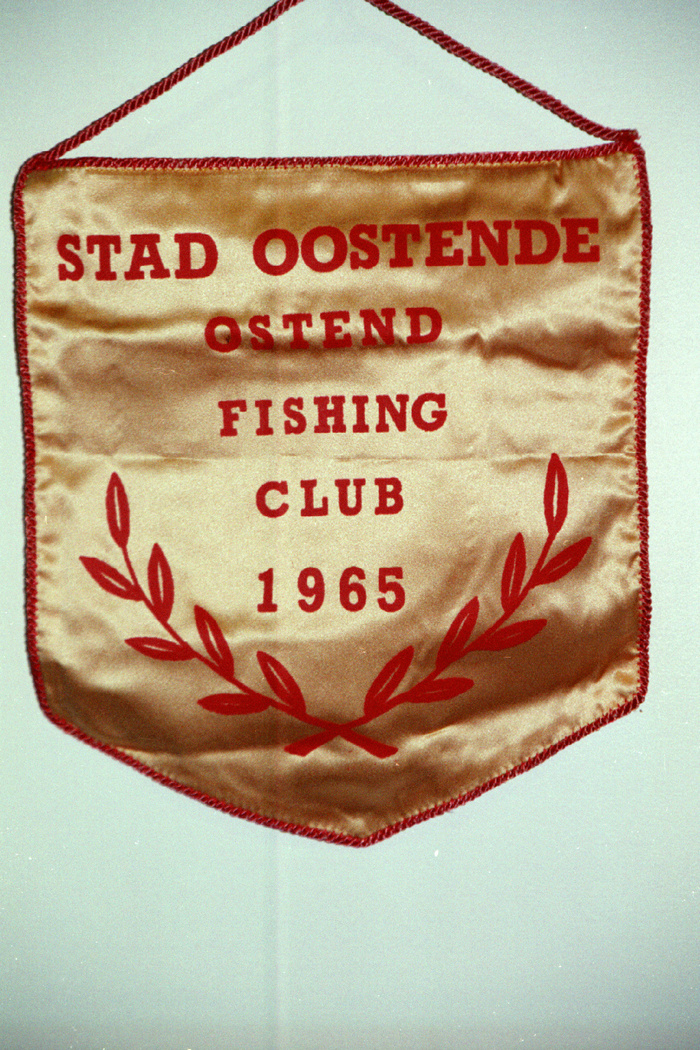 STAD OOSTENDE
OSTEND
FISHING
CLUB
1965